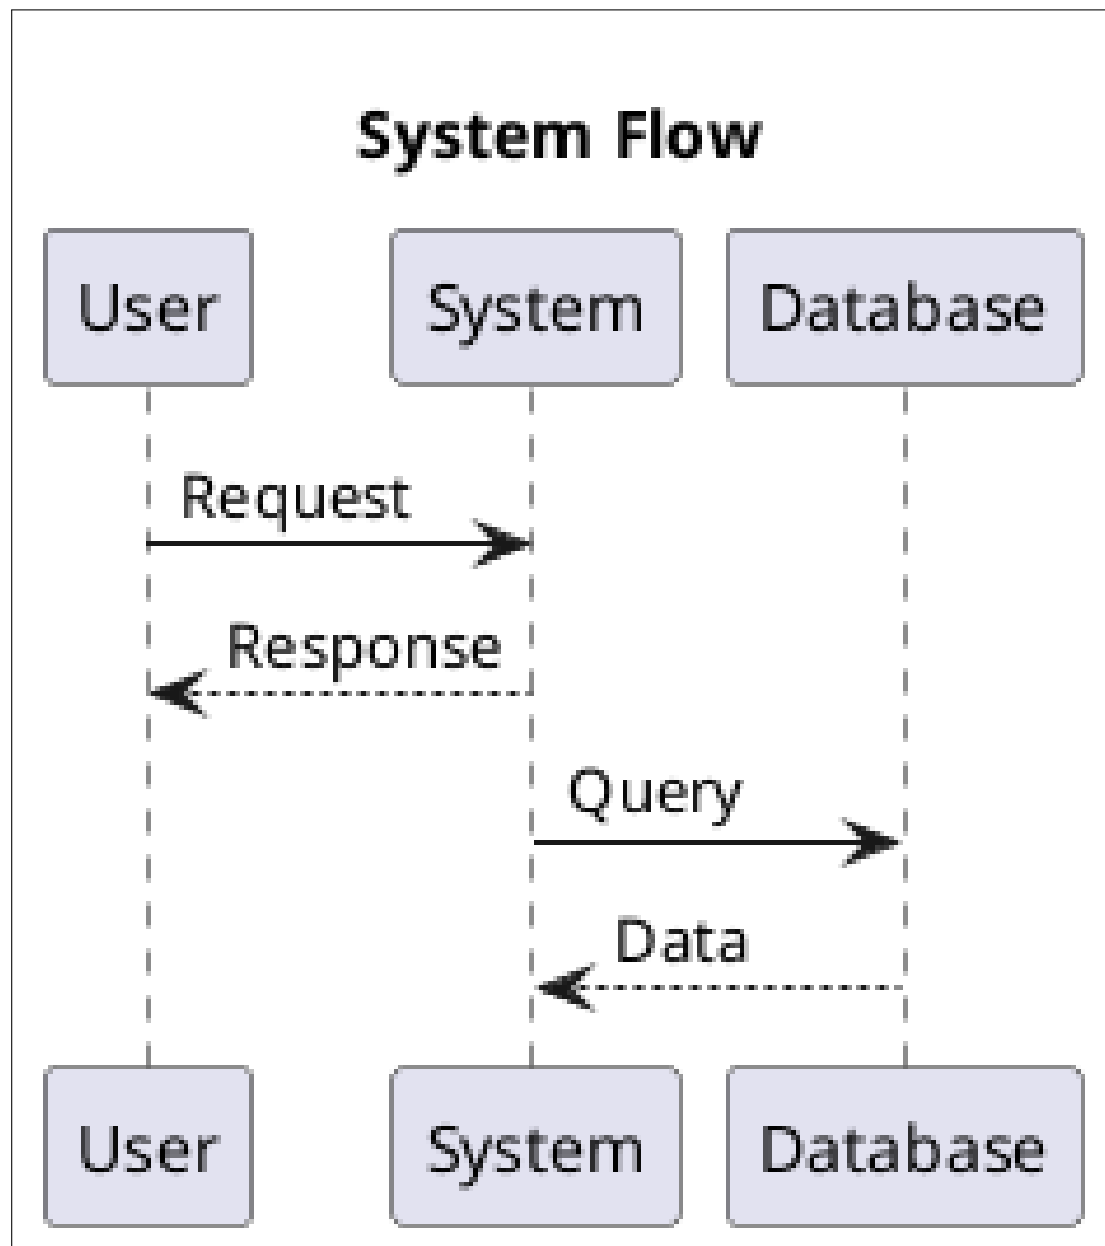 System Flow
User System Database
Request
Response
Query
Data
User System Database